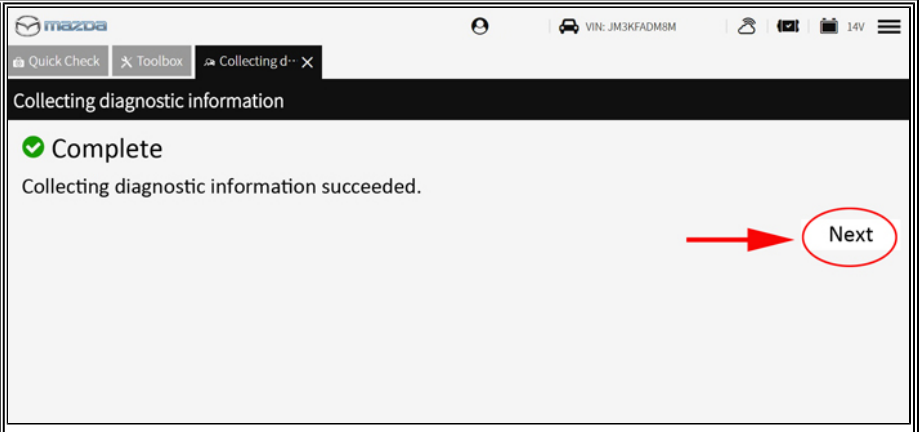 mazda
VIN: JM3KFADM8M
14V
Quick Check
Toolbox
Collecting d···
Collecting diagnostic information
Complete
Collecting diagnostic information succeeded.
Next